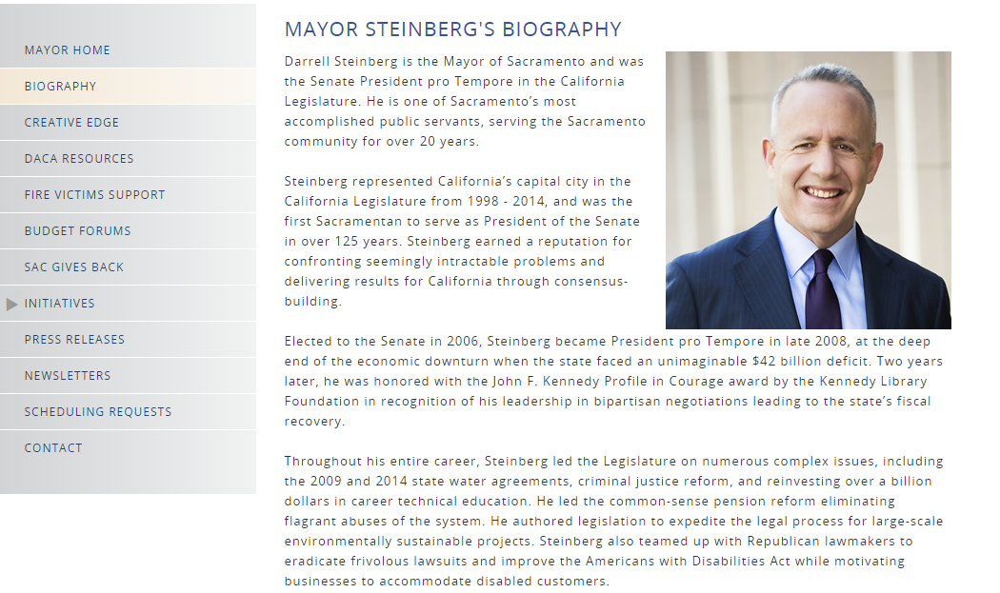 MAYOR HOME
BIOGRAPHY
CREATIVE EDGE
DACA RESOURCES
FIRE VICTIMS SUPPORT
BUDGET FORUMS
SAC GIVES BACK
INITIATIVES
PRESS RELEASES
NEWSLETTERS
SCHEDULING REQUESTS
CONTACT
MAYOR STEINBERG'S BIOGRAPHY
Darrell Steinberg is the Mayor of Sacramento and was
the Senate President pro Tempore in the California
Legislature. He is one of Sacramento’s most
accomplished public servants, serving the Sacramento
community for over 20 years.
Steinberg represented California’s capital city in the
California Legislature from 1998 - 2014, and was the
first Sacramentan to serve as President of the Senate
in over 125 years. Steinberg earned a reputation for
confronting seemingly intractable problems and
delivering results for California through consensus-
building.
Elected to the Senate in 2006, Steinberg became President pro Tempore in late 2008, at the deep
end of the economic downturn when the state faced an unimaginable $42 billion deficit. Two years
later, he was honored with the John F. Kennedy Profile in Courage award by the Kennedy Library
Foundation in recognition of his leadership in bipartisan negotiations leading to the state’s fiscal
recovery.
Throughout his entire career, Steinberg led the Legislature on numerous complex issues, including
the 2009 and 2014 state water agreements, criminal justice reform, and reinvesting over a billion
dollars in career technical education. He led the common-sense pension reform eliminating
flagrant abuses of the system. He authored legislation to expedite the legal process for large-scale
environmentally sustainable projects. Steinberg also teamed up with Republican lawmakers to
eradicate frivolous lawsuits and improve the Americans with Disabilities Act while motivating
businesses to accommodate disabled customers.